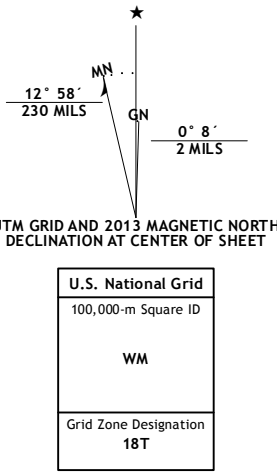 ★
MN
GN
12° 58´
230 MILS
0° 8´
2 MILS
UTM GRID AND 2013 MAGNETIC NORTH
DECLINATION AT CENTER OF SHEET
U.S. National Grid
100,000-m Square ID
WM
Grid Zone Designation
18T